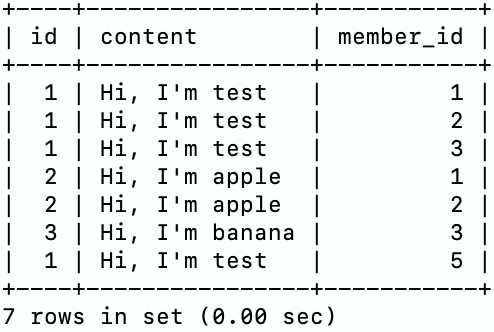 +----+-----------------+-----------+
| id | content         | member_id |
+----+-----------------+-----------+
|  1 | Hi, I'm test    |         1 |
|  1 | Hi, I'm test    |         2 |
|  1 | Hi, I'm test    |         3 |
|  2 | Hi, I'm apple   |         1 |
|  2 | Hi, I'm apple   |         2 |
|  3 | Hi, I'm banana  |         3 |
|  1 | Hi, I'm test    |         5 |
+----+-----------------+-----------+
7 rows in set (0.00 sec)